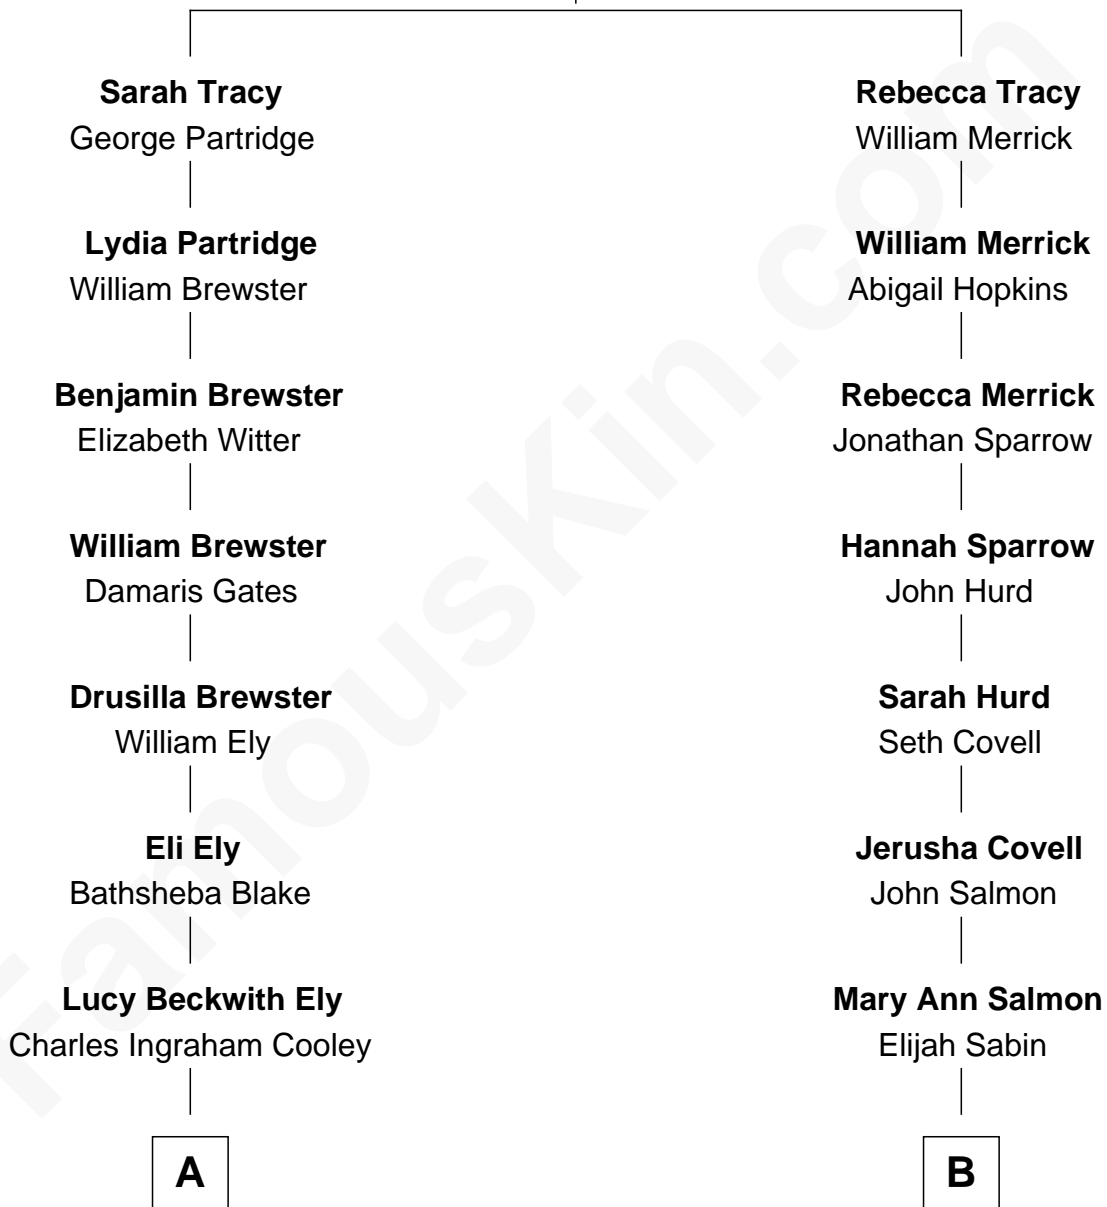 Sarah Tracy
George Partridge
Lydia Partridge
William Brewster
Benjamin Brewster
Elizabeth Witter
William Brewster
Damaris Gates
Drusilla Brewster
William Ely
Eli Ely
Bathsheba Blake
Lucy Beckwith Ely
Charles Ingraham Cooley
A
Rebecca Tracy
William Merrick
William Merrick
Abigail Hopkins
Rebecca Merrick
Jonathan Sparrow
Hannah Sparrow
John Hurd
Sarah Hurd
Seth Covell
Jerusha Covell
John Salmon
Mary Ann Salmon
Elijah Sabin
B
FamousKin.com